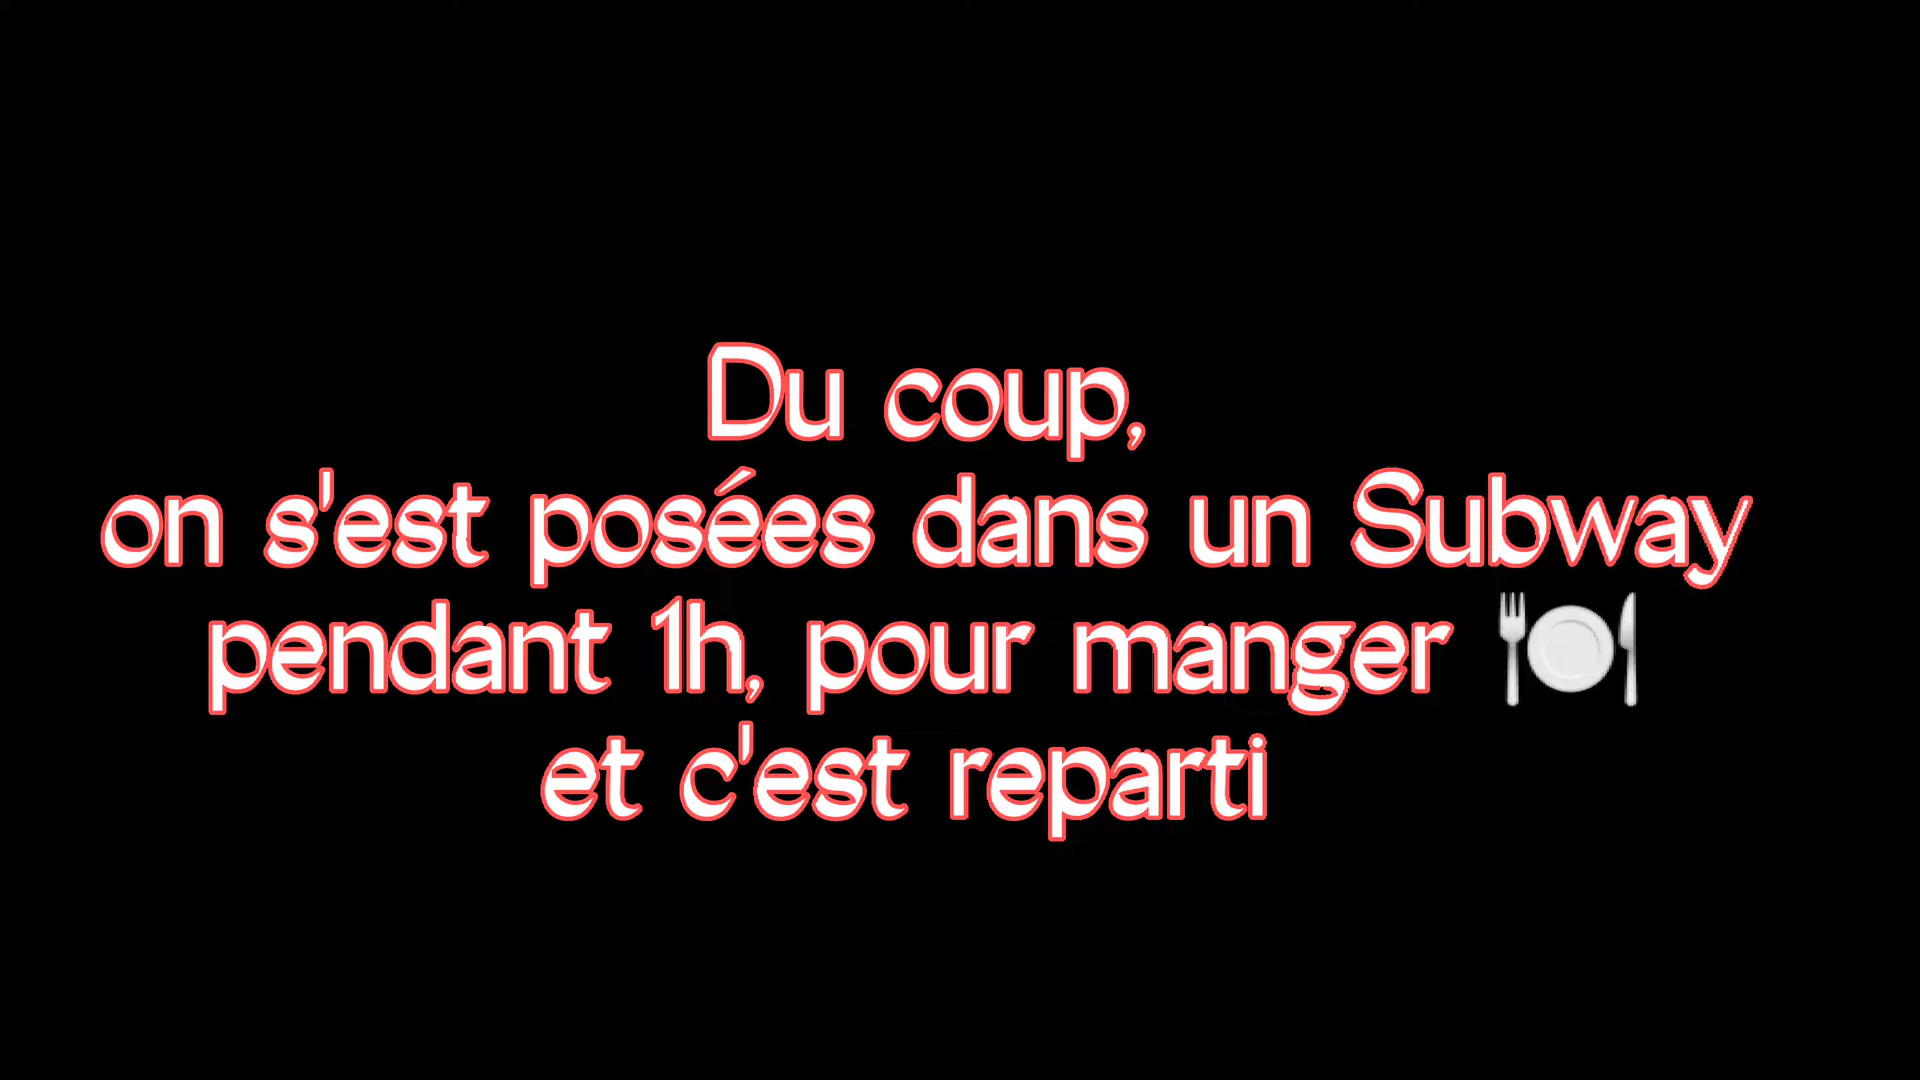 Du coup,
on s'est posées dans un Subway
pendant 1h, pour manger 🍽️
et c'est reparti